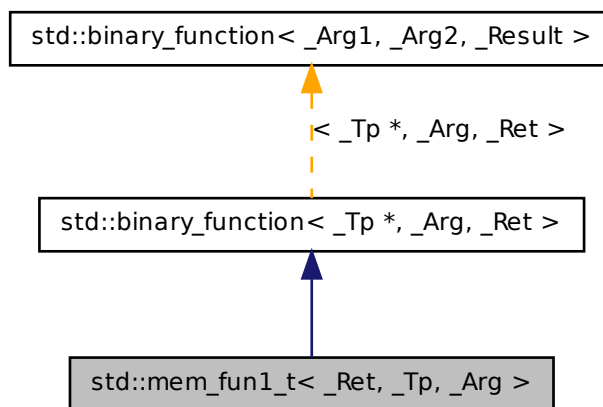 std::binary_function< _Arg1, _Arg2, _Result >
< _Tp *, _Arg, _Ret >
std::binary_function< _Tp *, _Arg, _Ret >
std::mem_fun1_t< _Ret, _Tp, _Arg >